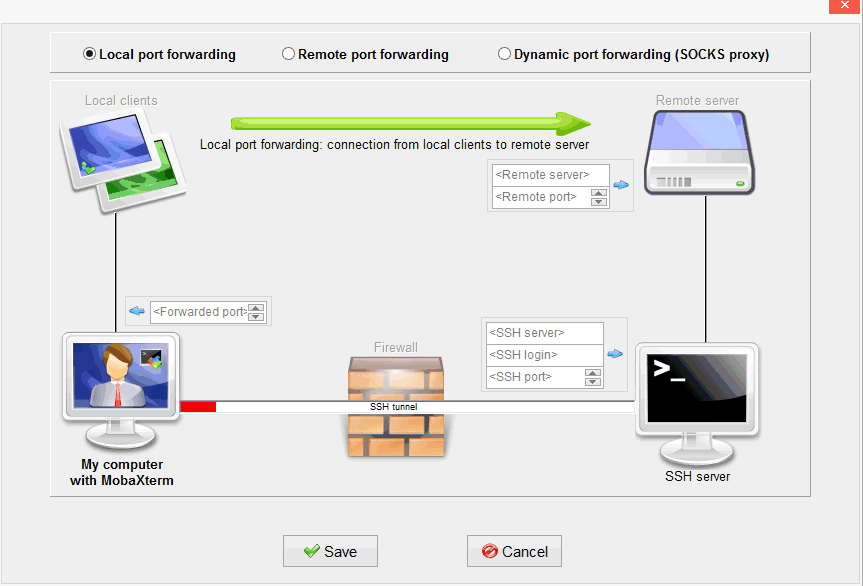 Local port forwarding
Remote port forwarding
Dynamic port forwarding (SOCKS proxy)
Local clients
Remote server
Local port forwarding: connection from local clients to remote server
<Remote server>
<Remote port>
<Forwarded port>
Firewall
<SSH server>
<SSH login>
<SSH port>
SSH tunnel
My computer
with MobaXterm
SSH server
Save
Cancel